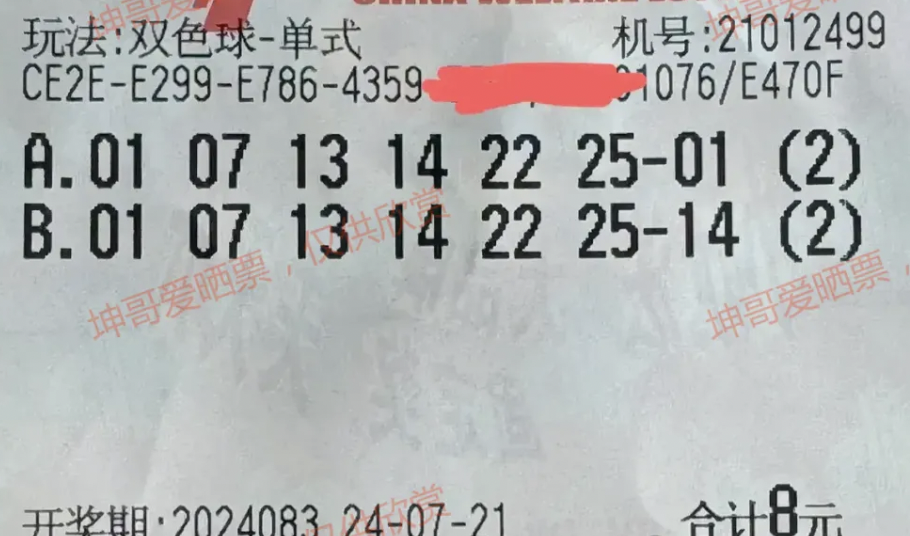 玩法:双色球-单式 机号:21012499
CE2E-E299-E786-4359 1076/E470F
A.01 07 13 14 22 25-01 (2)
B.01 07 13 14 22 25-14 (2)
坤哥爱晒票，仅供欣赏
坤哥爱晒票，
开奖期:2024083 24-07-21 合计8元